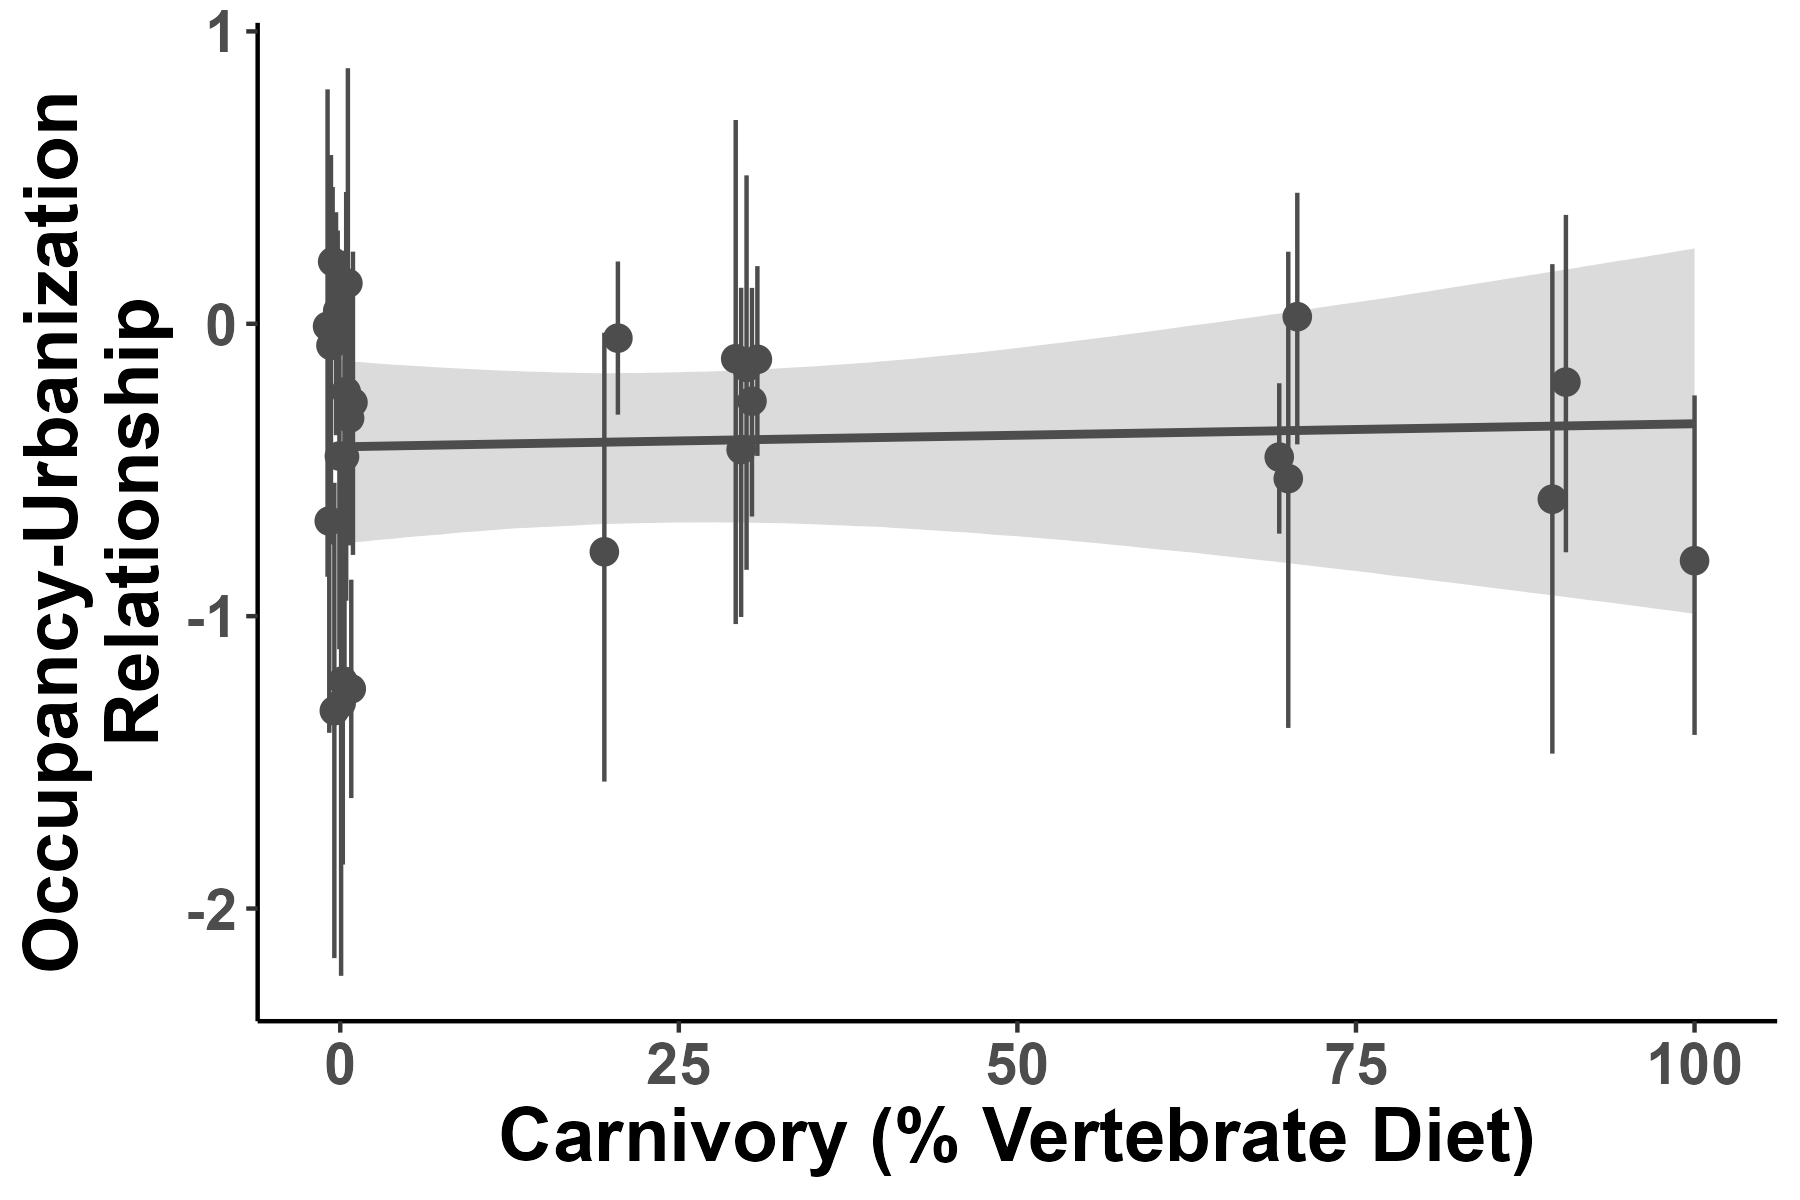 Occupancy-Urbanization
Relationship
1
0
-1
-2
0 25 50 75 100
Carnivory (% Vertebrate Diet)